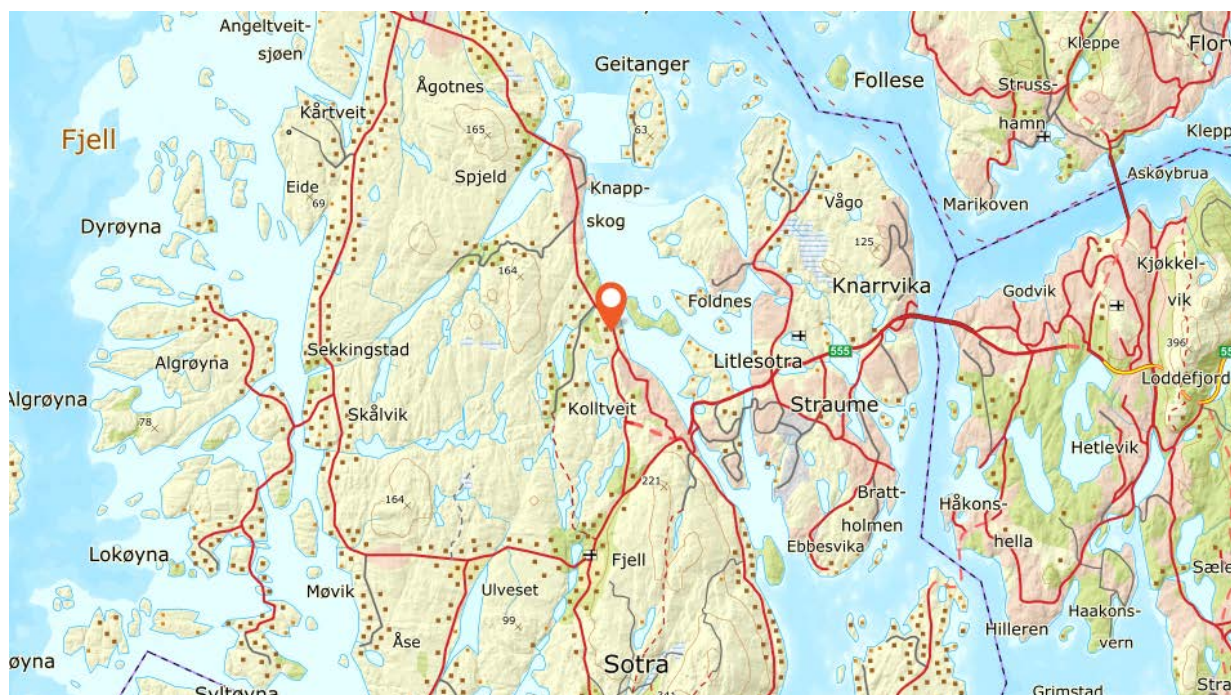 Angeltveit-
sjøen
Ågotnes
Geitanger
Follese
Kleppe
Florv
Struss-
hamn
Klepp
Kårtveit
165
63
Fjell
Spjeld
Knapp-
skog
Eide
69
Vågo
Marikoven
Askøybrua
Dyrøyna
164
125
Kjøkkel-
vik
Knarrvika
Godvik
Foldnes
396
Algrøyna
Sekkingstad
Litlesotra
555
55
Loddefjord
Algrøyna
78
Skålvik
Kolltveit
Straume
Hetlevik
164
221
Bratt-
holmen
Håkons-
hella
Lokøyna
Ebbesvika
Fjell
Sæle
Møvik
Ulveset
99
Haakons-
vern
Hilleren
Åse
Sotra
øyna
Syltøyna
241
Grimstad
Stra